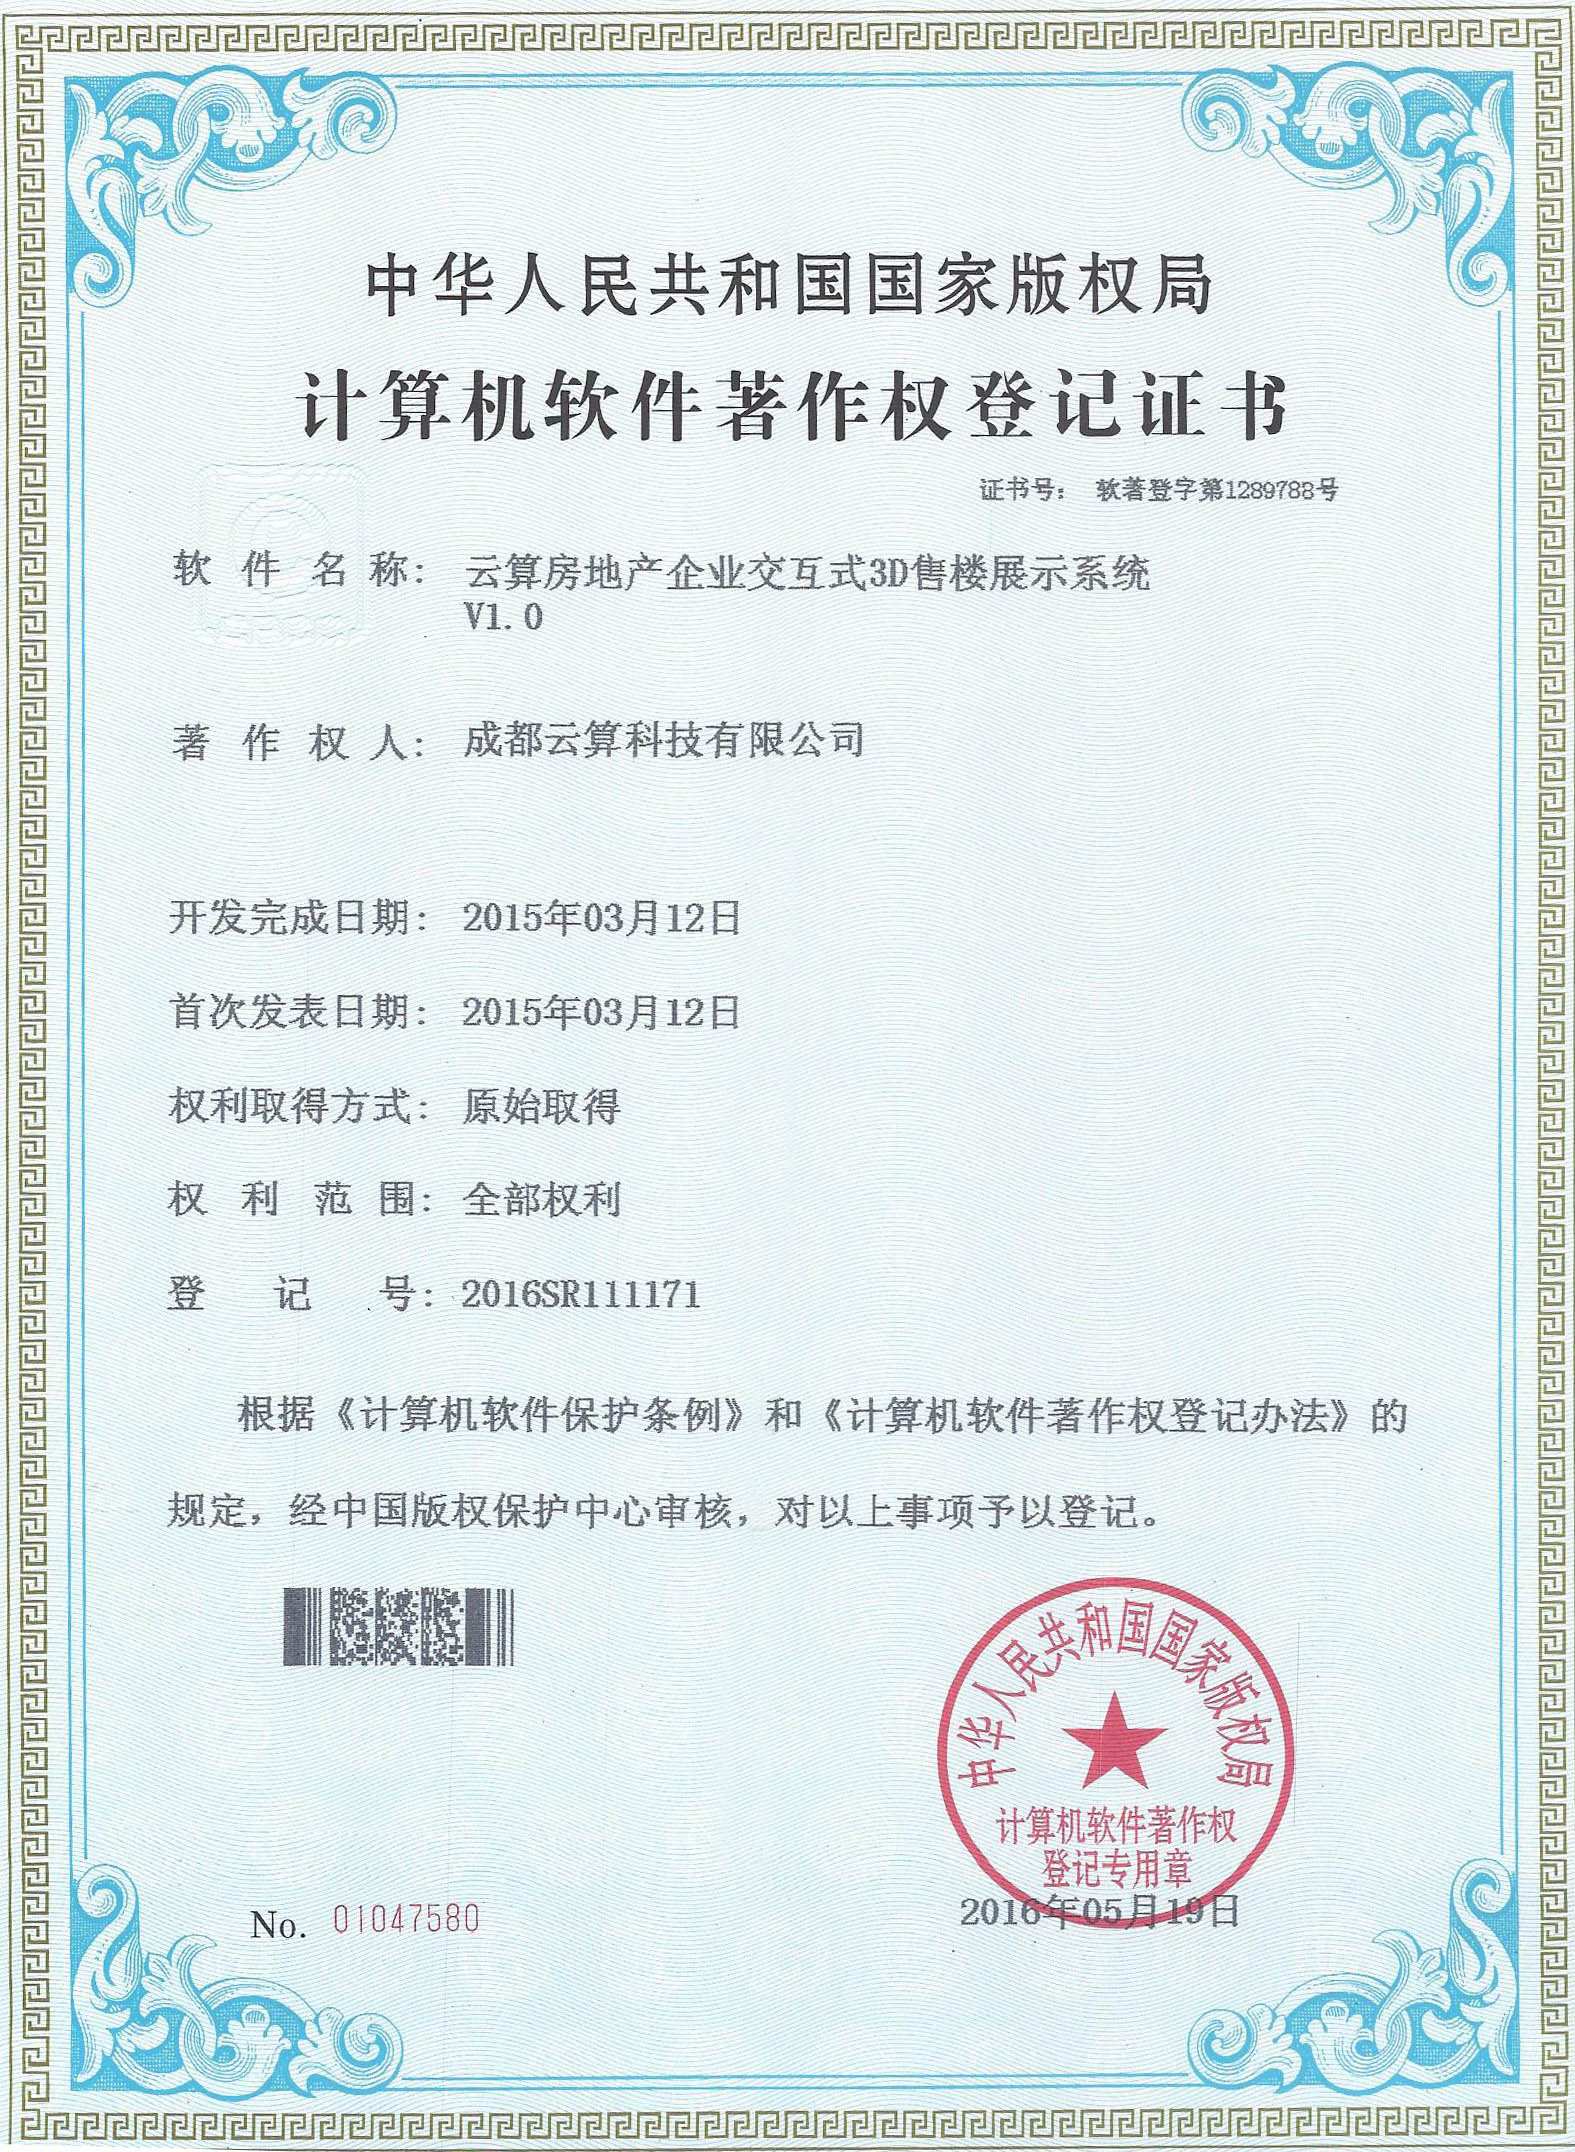 中华人民共和国国家版权局
计算机软件著作权登记证书
证书号： 软著登字第1289788号
软件名称： 云算房地产企业交互式3D售楼展示系统
V1.0
著作权人： 成都云算科技有限公司
开发完成日期： 2015年03月12日
首次发表日期： 2015年03月12日
权利取得方式： 原始取得
权利范围： 全部权利
登记号： 2016SR111171
根据《计算机软件保护条例》和《计算机软件著作权登记办法》的
规定，经中国版权保护中心审核，对以上事项予以登记。
中华人民共和国国家版权局
计算机软件著作权
登记专用章
2016年05月19日
No. 01047580